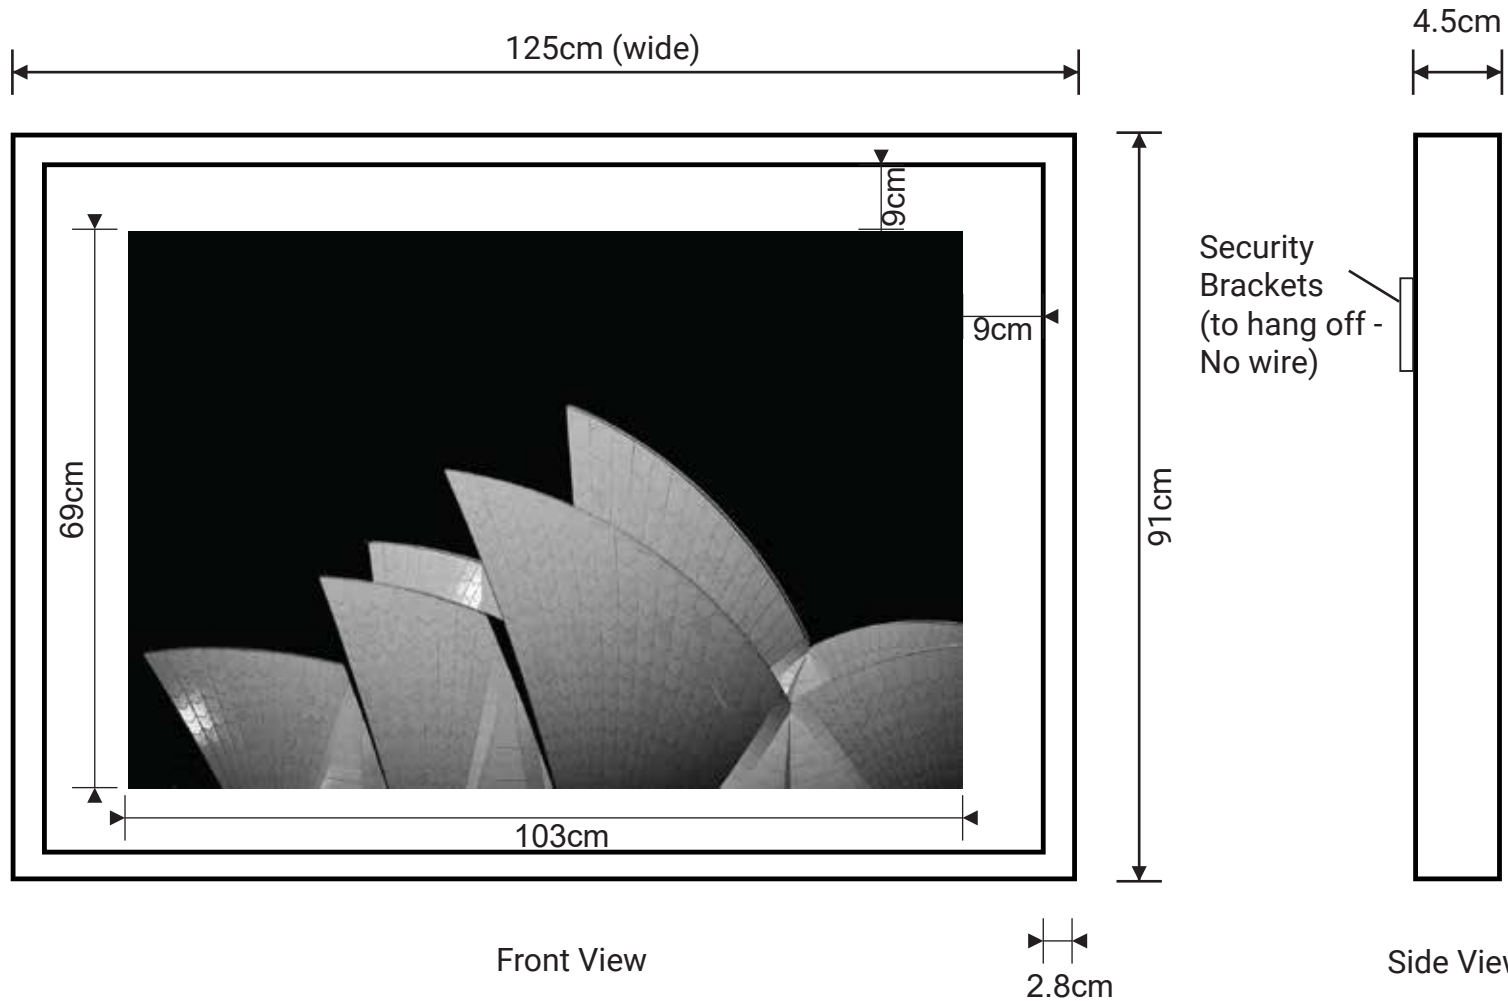 4.5cm
125cm (wide)
9cm
Security
Brackets
(to hang off -
No wire)
9cm
69cm
91cm
103cm
Front View
Side View
2.8cm